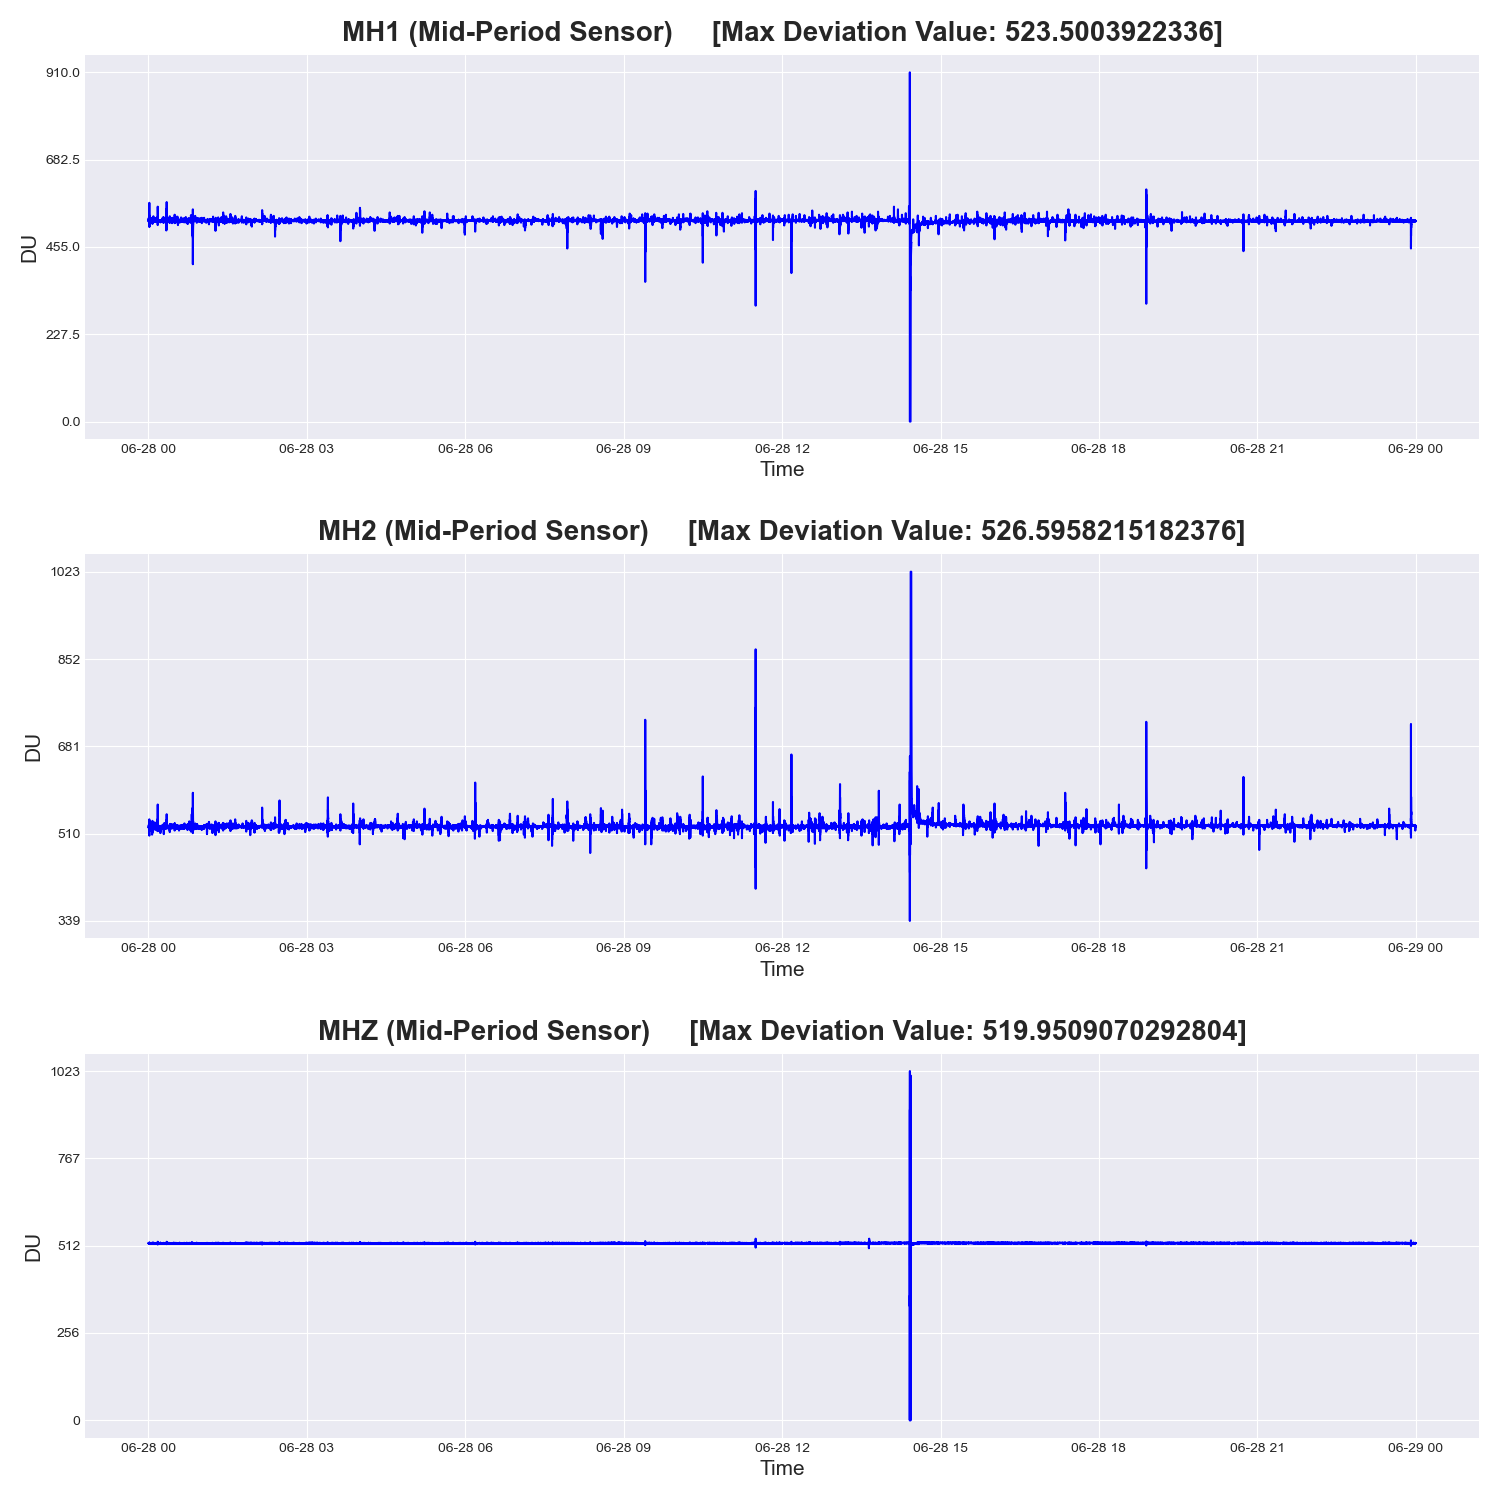 MH1 (Mid-Period Sensor) [Max Deviation Value: 523.5003922336]
910.0
682.5
455.0
227.5
0.0
DU
06-28 00 06-28 03 06-28 06 06-28 09 06-28 12 06-28 15 06-28 18 06-28 21 06-29 00
Time
MH2 (Mid-Period Sensor) [Max Deviation Value: 526.5958215182376]
1023
852
681
510
339
DU
06-28 00 06-28 03 06-28 06 06-28 09 06-28 12 06-28 15 06-28 18 06-28 21 06-29 00
Time
MHZ (Mid-Period Sensor) [Max Deviation Value: 519.9509070292804]
1023
767
512
256
0
DU
06-28 00 06-28 03 06-28 06 06-28 09 06-28 12 06-28 15 06-28 18 06-28 21 06-29 00
Time